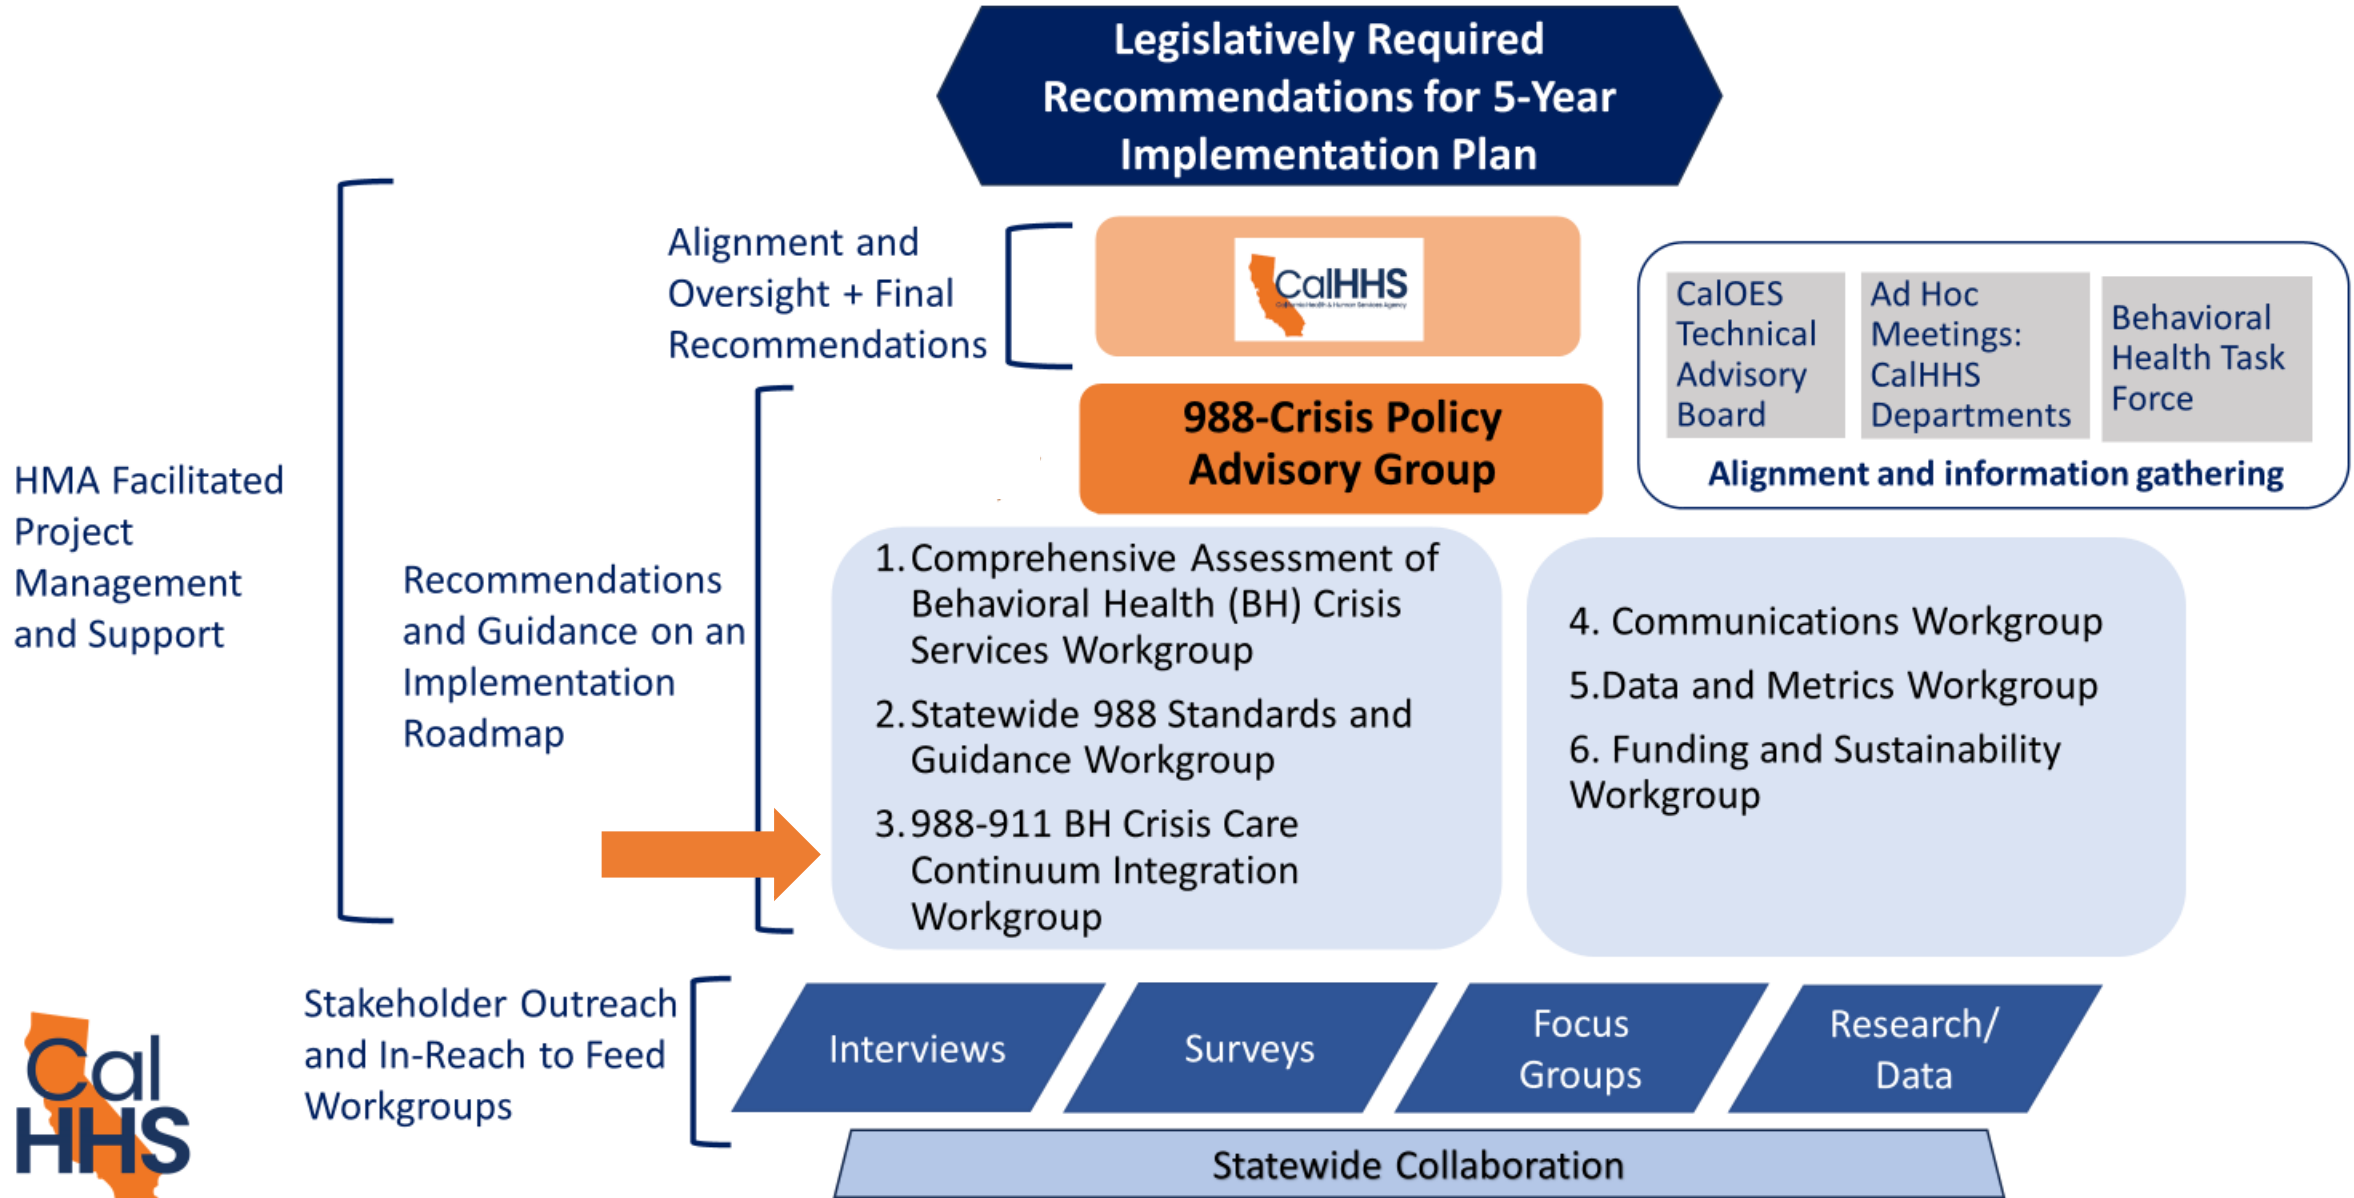 Legislatively Required
Recommendations for 5-Year
Implementation Plan
Alignment and
Oversight + Final
Recommendations
CalHHS
California Health & Human Services Agency
CalOES
Technical
Advisory
Board
Ad Hoc
Meetings:
CalHHS
Departments
Behavioral
Health Task
Force
Alignment and information gathering
988-Crisis Policy
Advisory Group
HMA Facilitated
Project
Management
and Support
Recommendations
and Guidance on an
Implementation
Roadmap
1. Comprehensive Assessment of
Behavioral Health (BH) Crisis
Services Workgroup
2. Statewide 988 Standards and
Guidance Workgroup
3. 988-911 BH Crisis Care
Continuum Integration
Workgroup
4. Communications Workgroup
5.Data and Metrics Workgroup
6. Funding and Sustainability
Workgroup
Stakeholder Outreach
and In-Reach to Feed
Workgroups
Interviews
Surveys
Focus
Groups
Research/
Data
Statewide Collaboration
Cal
HHS